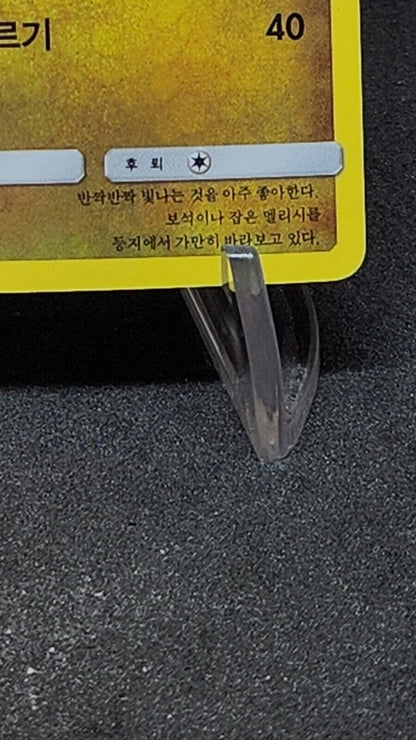 르기 40
후퇴
반짝반짝 빛나는 것을 아주 좋아한다.
보석이나 잡은 멜리시를
둥지에서 가만히 바라보고 있다.